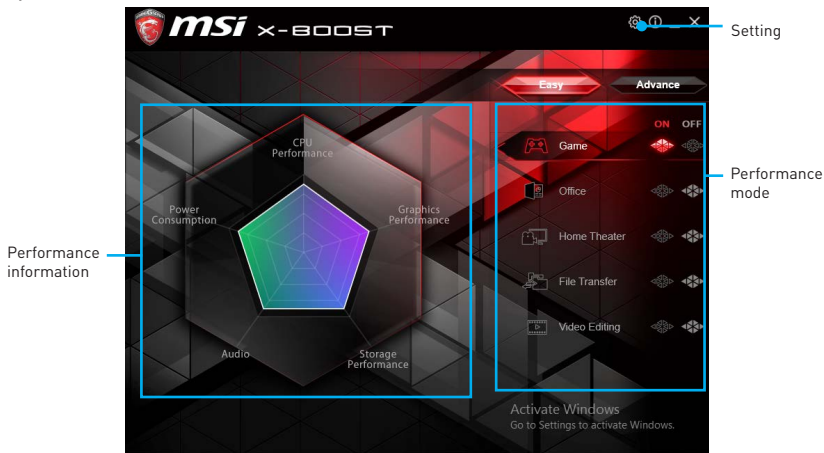 msi X-BOOST
Setting
Easy
Advance
ON OFF
Game
Office
Home Theater
File Transfer
Video Editing
Performance
mode
CPU
Performance
Graphics
Performance
Storage
Performance
Audio
Power
Consumption
Performance
information
Activate Windows
Go to Settings to activate Windows.